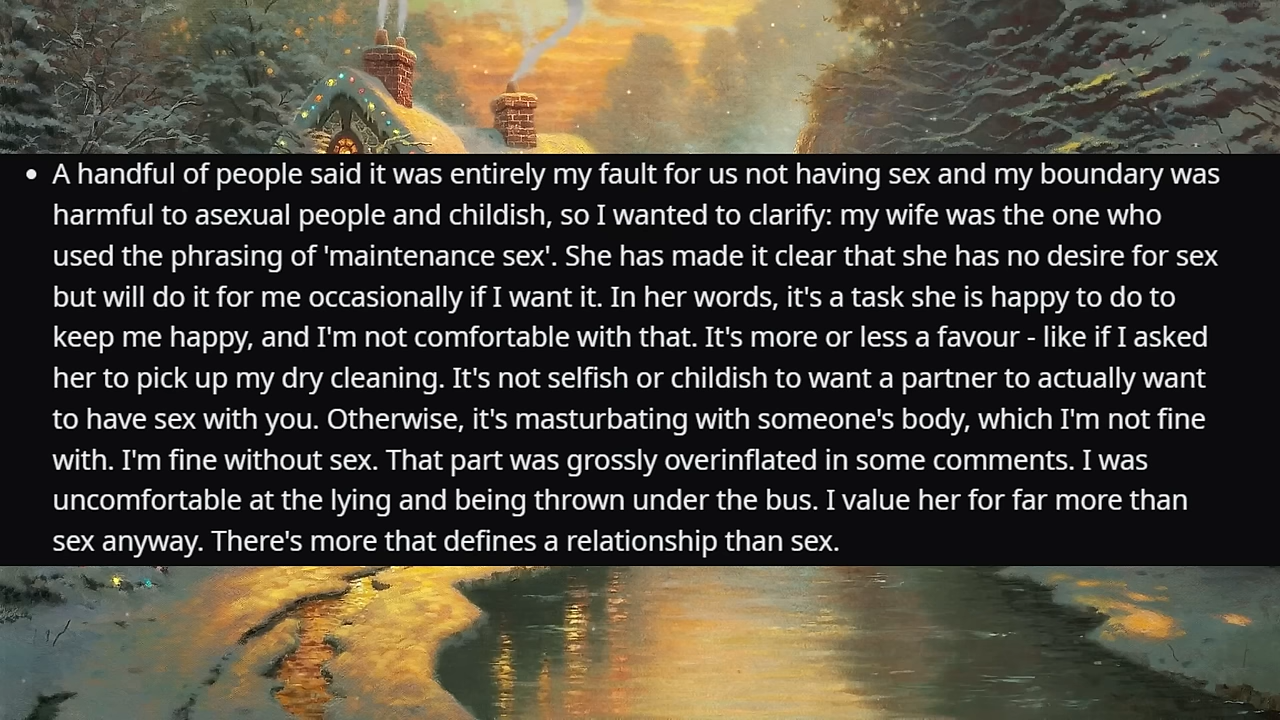 • A handful of people said it was entirely my fault for us not having sex and my boundary was
harmful to asexual people and childish, so I wanted to clarify: my wife was the one who
used the phrasing of 'maintenance sex'. She has made it clear that she has no desire for sex
but will do it for me occasionally if I want it. In her words, it's a task she is happy to do to
keep me happy, and I'm not comfortable with that. It's more or less a favour - like if I asked
her to pick up my dry cleaning. It's not selfish or childish to want a partner to actually want
to have sex with you. Otherwise, it's masturbating with someone's body, which I'm not fine
with. I'm fine without sex. That part was grossly overinflated in some comments. I was
uncomfortable at the lying and being thrown under the bus. I value her for far more than
sex anyway. There's more that defines a relationship than sex.